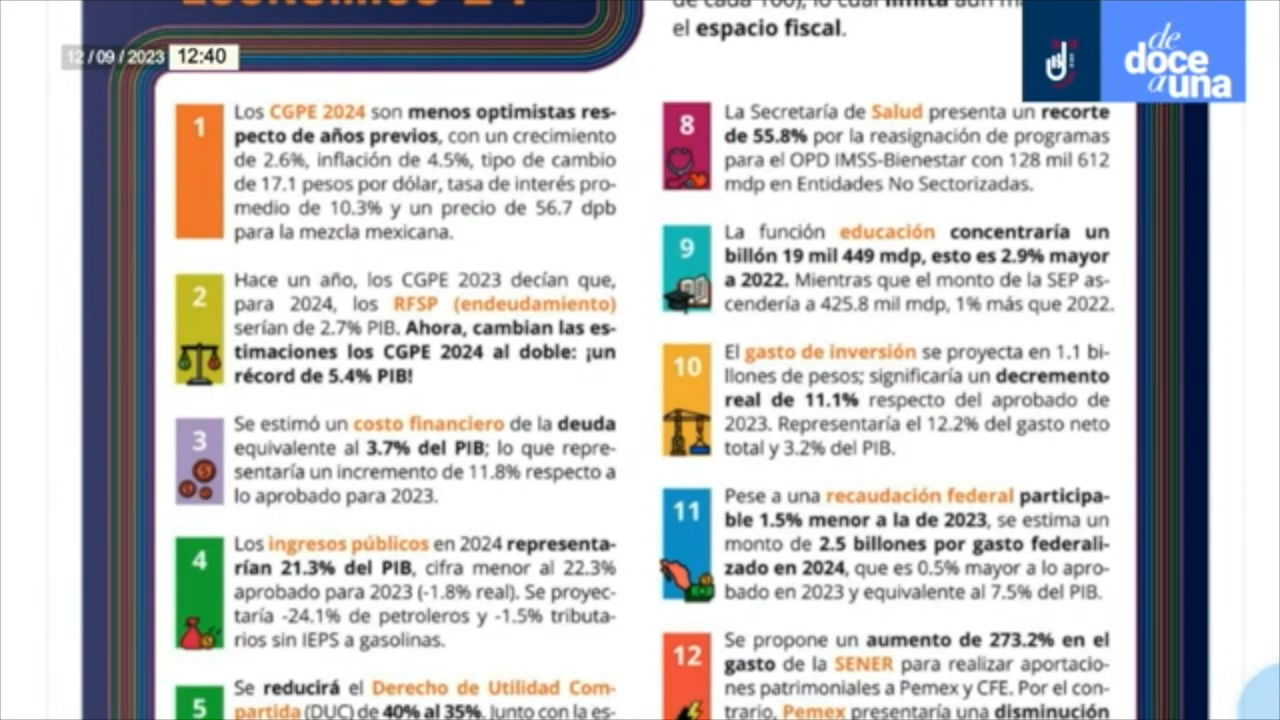 12/09/2023 12:40
de
doce
a una
1
Los CGPE 2024 son menos optimistas res-
pecto de años previos, con un crecimiento
de 2.6%, inflación de 4.5%, tipo de cambio
de 17.1 pesos por dólar, tasa de interés pro-
medio de 10.3% y un precio de 56.7 dpb
para la mezcla mexicana.
2
Hace un año, los CGPE 2023 decían que,
para 2024, los RFSP (endeudamiento)
serían de 2.7% PIB. Ahora, cambian las es-
timaciones los CGPE 2024 al doble: ¡un
récord de 5.4% PIB!
3
Se estimó un costo financiero de la deuda
equivalente al 3.7% del PIB; lo que repre-
sentaría un incremento de 11.8% respecto a
lo aprobado para 2023.
4
Los ingresos públicos en 2024 representa-
rían 21.3% del PIB, cifra menor al 22.3%
aprobado para 2023 (-1.8% real). Se proyec-
taría -24.1% de petroleros y -1.5% tributa-
rios sin IEPS a gasolinas.
5
Se reducirá el Derecho de Utilidad Com-
partida (DUC) de 40% al 35%. Junto con la es-
el espacio fiscal.
8
La Secretaría de Salud presenta un recorte
de 55.8% por la reasignación de programas
para el OPD IMSS-Bienestar con 128 mil 612
mdp en Entidades No Sectorizadas.
9
La función educación concentraría un
billón 19 mil 449 mdp, esto es 2.9% mayor
a 2022. Mientras que el monto de la SEP as-
cendería a 425.8 mil mdp, 1% más que 2022.
10
El gasto de inversión se proyecta en 1.1 bi-
llones de pesos; significaría un decremento
real de 11.1% respecto del aprobado de
2023. Representaría el 12.2% del gasto neto
total y 3.2% del PIB.
11
Pese a una recaudación federal participa-
ble 1.5% menor a la de 2023, se estima un
monto de 2.5 billones por gasto federali-
zado en 2024, que es 0.5% mayor a lo apro-
bado en 2023 y equivalente al 7.5% del PIB.
12
Se propone un aumento de 273.2% en el
gasto de la SENER para realizar aportacio-
nes patrimoniales a Pemex y CFE. Por el con-
trario, Pemex presentaría una disminución